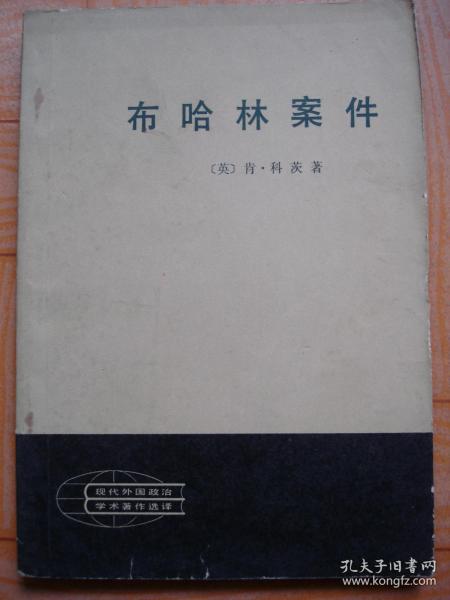 布哈林案件
〔英〕肯·科茨著
现代外国政治
学术著作选译
孔夫子旧书网
www.kongfz.com